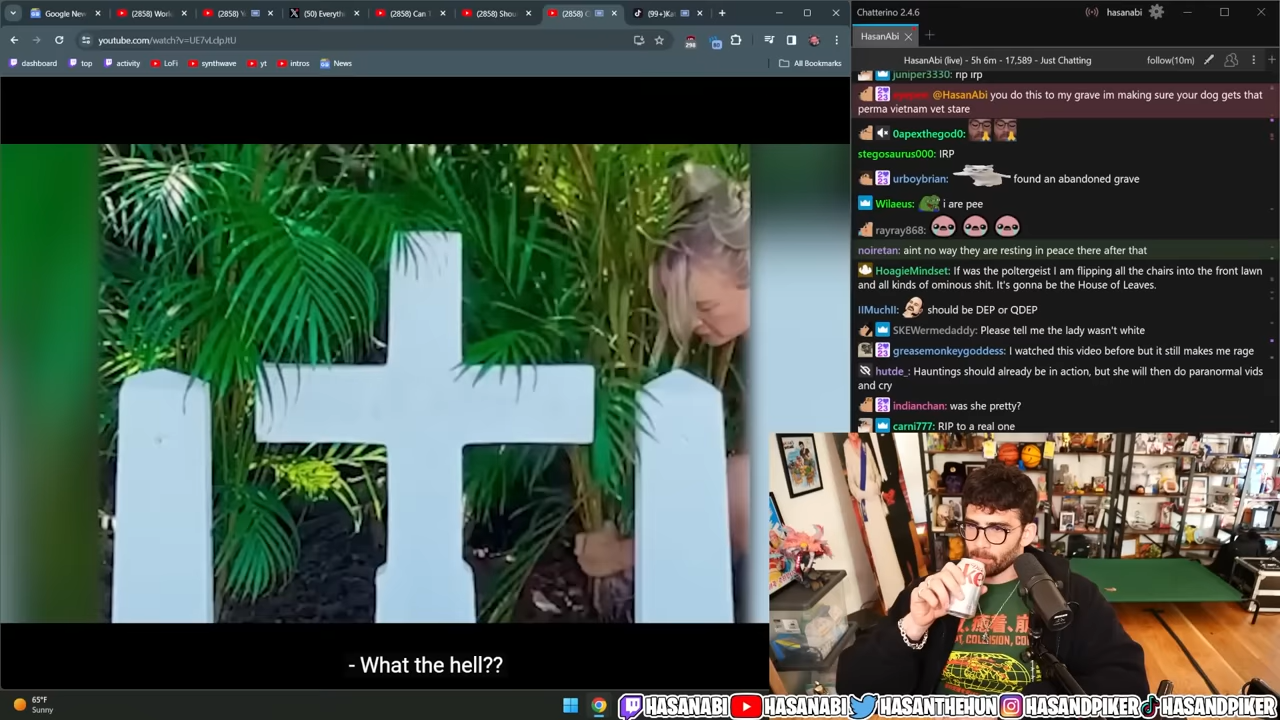 Google New
(2858) Worl
(2858) Y
(50) Everyth
(2858) Can
(2858) Shou
(2858)
(99+)
Chatterino 2.4.6
hasanabi
youtube.com/watch?v=UE7vLclpJtU
HasanAbi
dashboard
top
activity
LoFi
synthwave
yt
intros
News
All Bookmarks
HasanAbi (live) - 5h 6m - 17,589 - Just Chatting
follow(10m)
juniper3330: rip irp
@HasanAbi you do this to my grave im making sure your dog gets that
perma vietnam vet stare
0apexthegod0:
stegosaurus000: IRP
urboybrian: found an abandoned grave
Wilaeus: i are pee
rayray868:
noiretan: aint no way they are resting in peace there after that
HoagieMindset: If was the poltergeist I am flipping all the chairs into the front lawn
and all kinds of ominous shit. It's gonna be the House of Leaves.
IIMuchII: should be DEP or QDEP
SKEWermedaddy: Please tell me the lady wasn't white
greasemonkeygoddess: I watched this video before but it still makes me rage
hutde_: Hauntings should already be in action, but she will then do paranormal vids
and cry
indianchan: was she pretty?
carni777: RIP to a real one
- What the hell??
65°F
Sunny
HASANABI
HASANABI
HASANTHEHUN
HASANDPIKER
HASANDPIKER